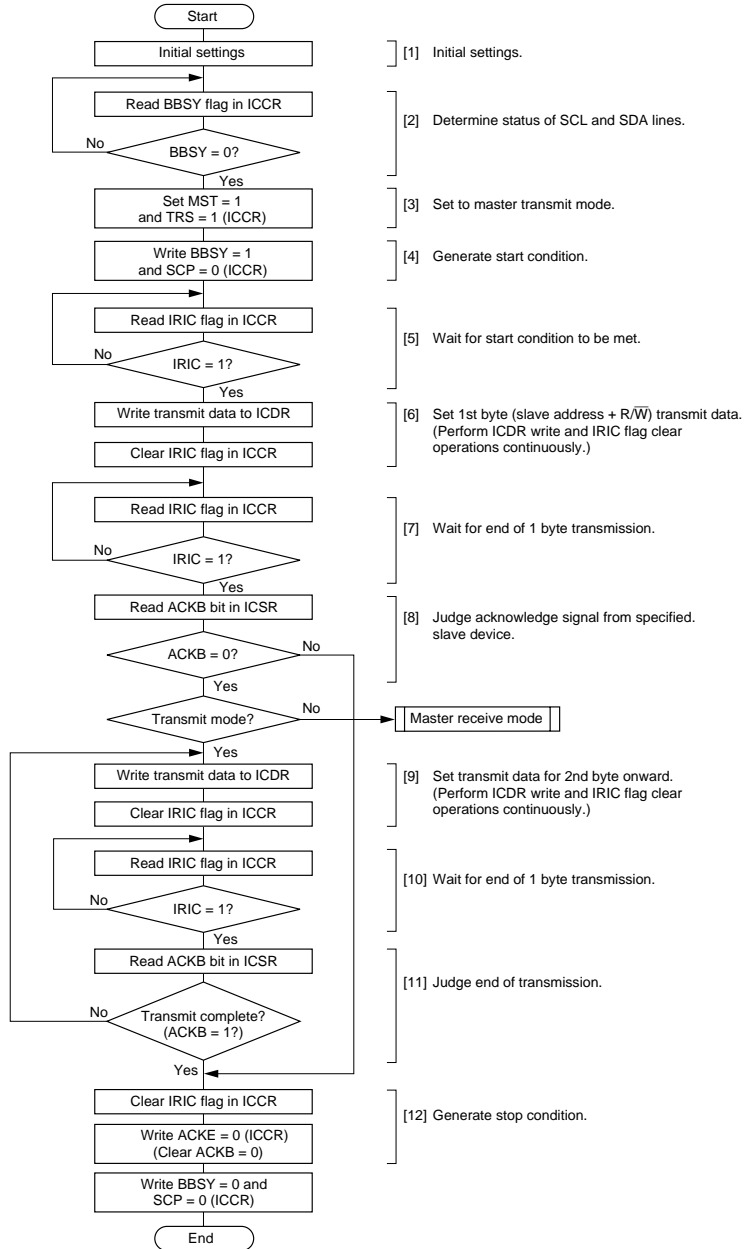 Start
Initial settings
[1] Initial settings.
Read BBSY flag in ICCR
[2] Determine status of SCL and SDA lines.
No
BBSY = 0?
Yes
Set MST = 1
and TRS = 1 (ICCR)
[3] Set to master transmit mode.
Write BBSY = 1
and SCP = 0 (ICCR)
[4] Generate start condition.
Read IRIC flag in ICCR
[5] Wait for start condition to be met.
No
IRIC = 1?
Yes
Write transmit data to ICDR
[6] Set 1st byte (slave address + R/W̅) transmit data.
(Perform ICDR write and IRIC flag clear
operations continuously.)
Clear IRIC flag in ICCR
Read IRIC flag in ICCR
[7] Wait for end of 1 byte transmission.
No
IRIC = 1?
Yes
Read ACKB bit in ICSR
[8] Judge acknowledge signal from specified.
slave device.
ACKB = 0?
No
Yes
Transmit mode?
No
Master receive mode
Yes
Write transmit data to ICDR
[9] Set transmit data for 2nd byte onward.
(Perform ICDR write and IRIC flag clear
operations continuously.)
Clear IRIC flag in ICCR
Read IRIC flag in ICCR
[10] Wait for end of 1 byte transmission.
No
IRIC = 1?
Yes
Read ACKB bit in ICSR
[11] Judge end of transmission.
No
Transmit complete?
(ACKB = 1?)
Yes
Clear IRIC flag in ICCR
[12] Generate stop condition.
Write ACKE = 0 (ICCR)
(Clear ACKB = 0)
Write BBSY = 0 and
SCP = 0 (ICCR)
End